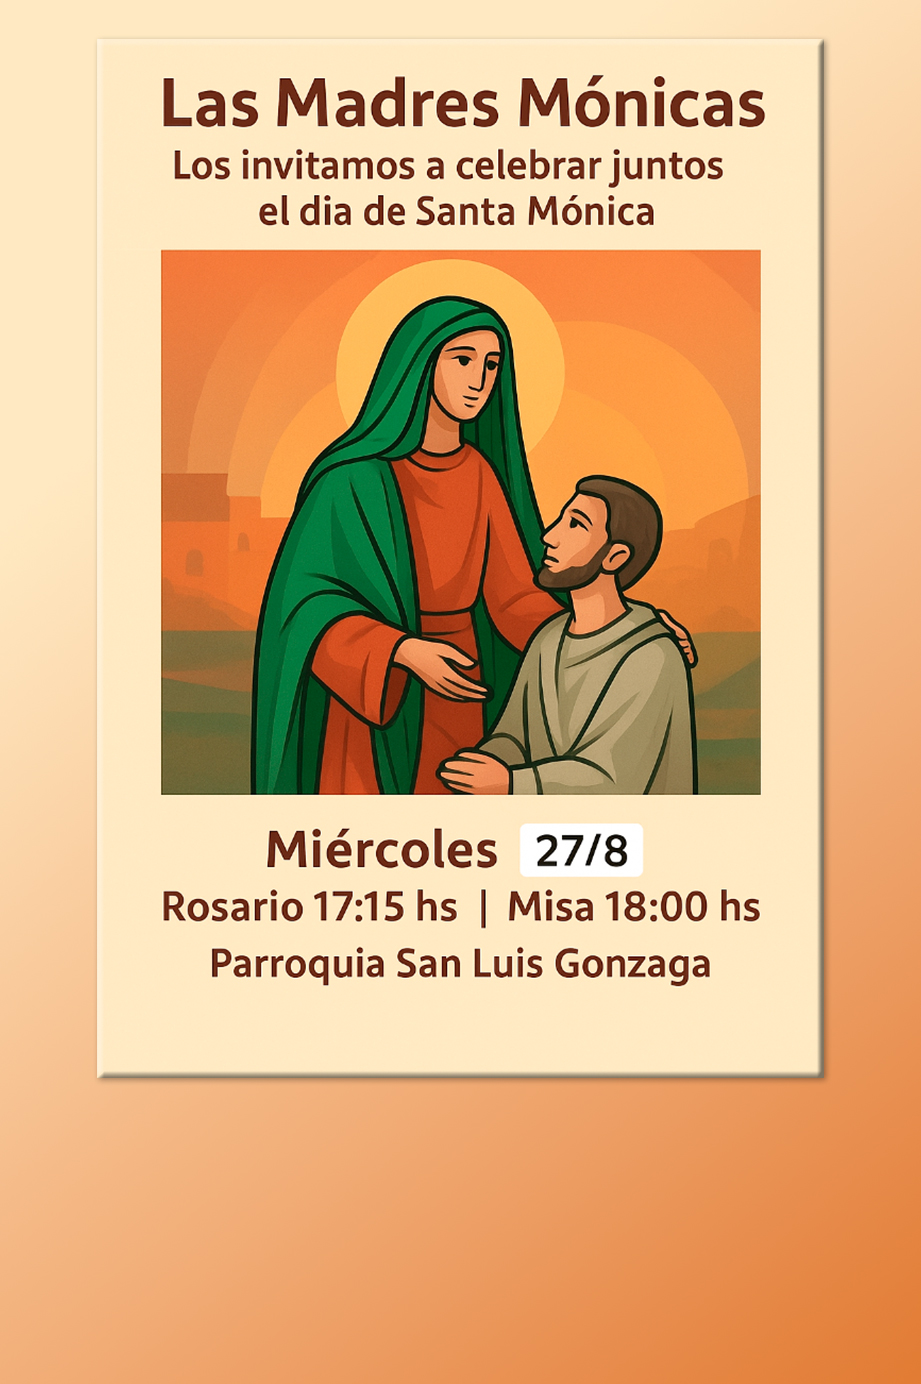 Las Madres Mónicas
Los invitamos a celebrar juntos
el dia de Santa Mónica
Miércoles 27/8
Rosario 17:15 hs | Misa 18:00 hs
Parroquia San Luis Gonzaga